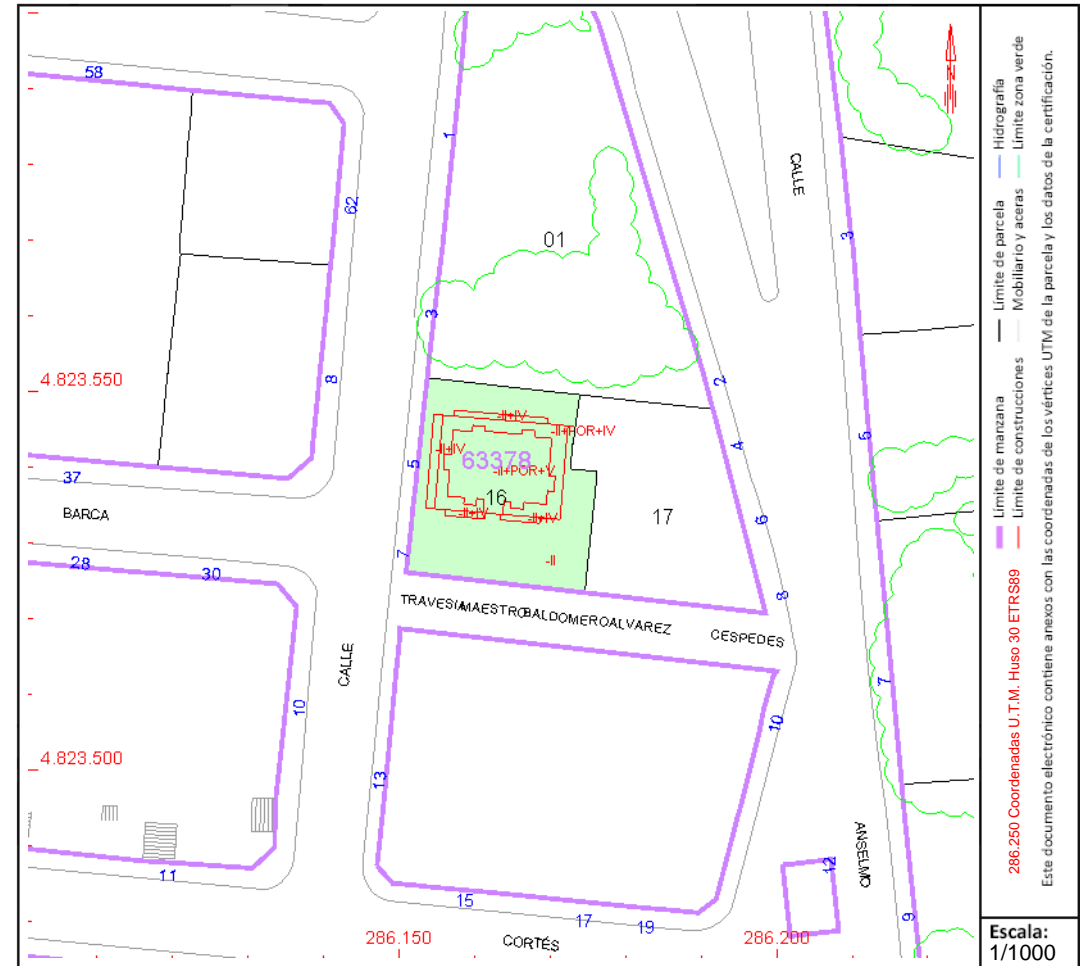 58
1
62
CALLE
3
01
3
8
2
4.823.550
-II+IV
-II+POR+IV
4
-II+IV
5
5
63378
-II+POR+V
37
16
17
BARCA
-II+IV
-II+IV
6
7
-II
28
30
8
TRAVESIA MAESTRO BALDOMERO ALVAREZ
CESPEDES
CALLE
7
10
10
4.823.500
13
ANSELMO
11
12
15
17
19
9
286.150
CORTÉS
286.200
Límite de manzana
Límite de parcela
Hidrografía
Límite de construcciones
Mobiliario y aceras
Límite zona verde
286.250 Coordenadas U.T.M. Huso 30 ETRS89
Este documento electrónico contiene anexos con las coordenadas de los vértices UTM de la parcela y los datos de la certificación.
Escala:
1/1000